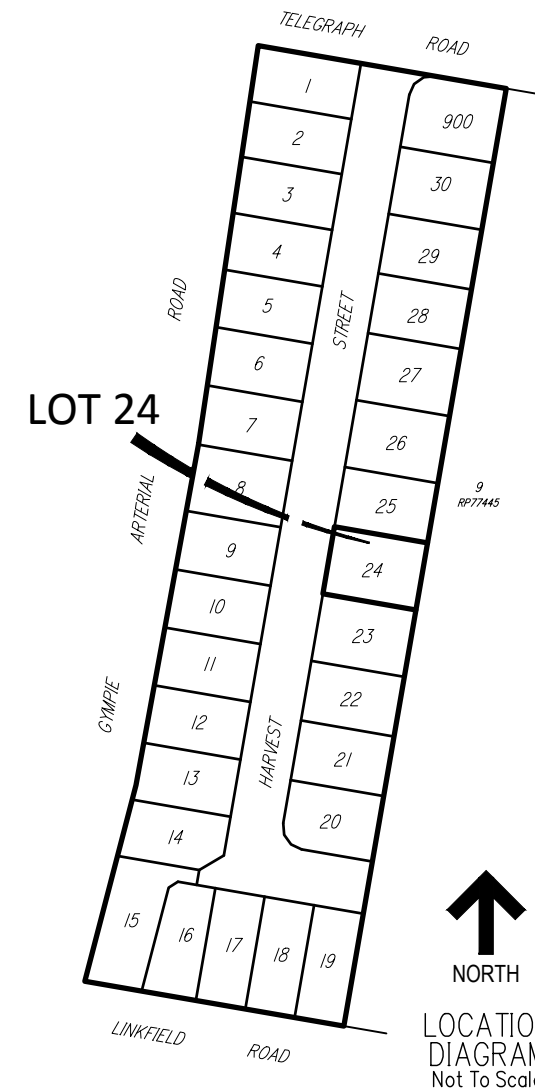 TELEGRAPH ROAD
1
2
3
4
5
6
7
8
9
10
11
12
13
14
15
16
17
18
19
20
21
22
23
24
25
26
27
28
29
30
900
STREET
HARVEST
ROAD
ARTERIAL
GYMPIE
LOT 24
9
RP77445
LINKFIELD ROAD
NORTH
LOCATIO
DIAGRAM
Not To Scale